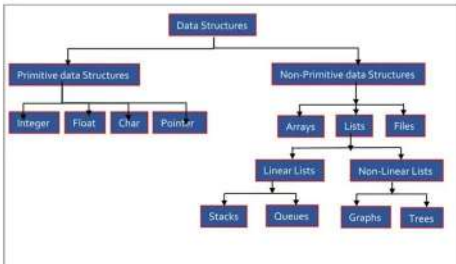 Data Structures
Primitive data Structures
Non-Primitive data Structures
Integer
Float
Char
Pointer
Arrays
Lists
Files
Linear Lists
Non-Linear Lists
Stacks
Queues
Graphs
Trees